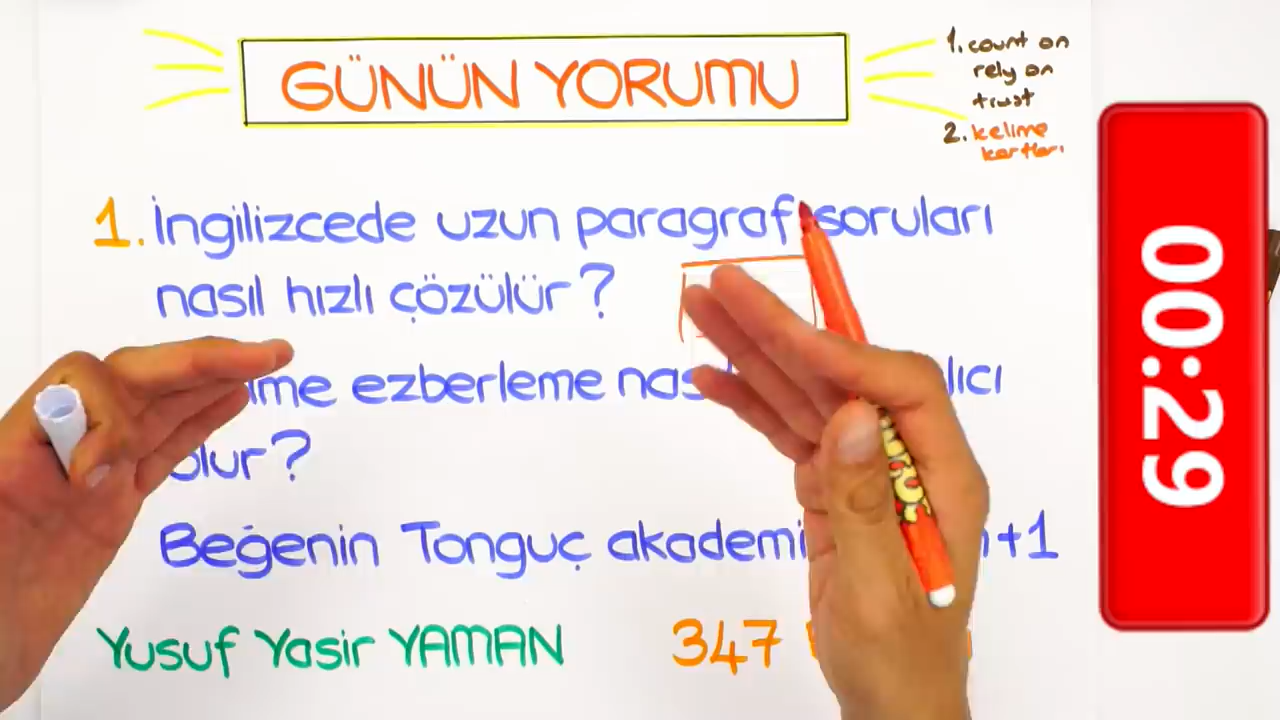 GÜNÜN YORUMU
1. count on
rely on
trust
2. kelime
kartları
1. İngilizcede uzun paragraf soruları
nasıl hızlı çözülür?
ezberleme
olur?
Beğenin Tonguç akademi +1
Yusuf Yasir YAMAN 347
00:29